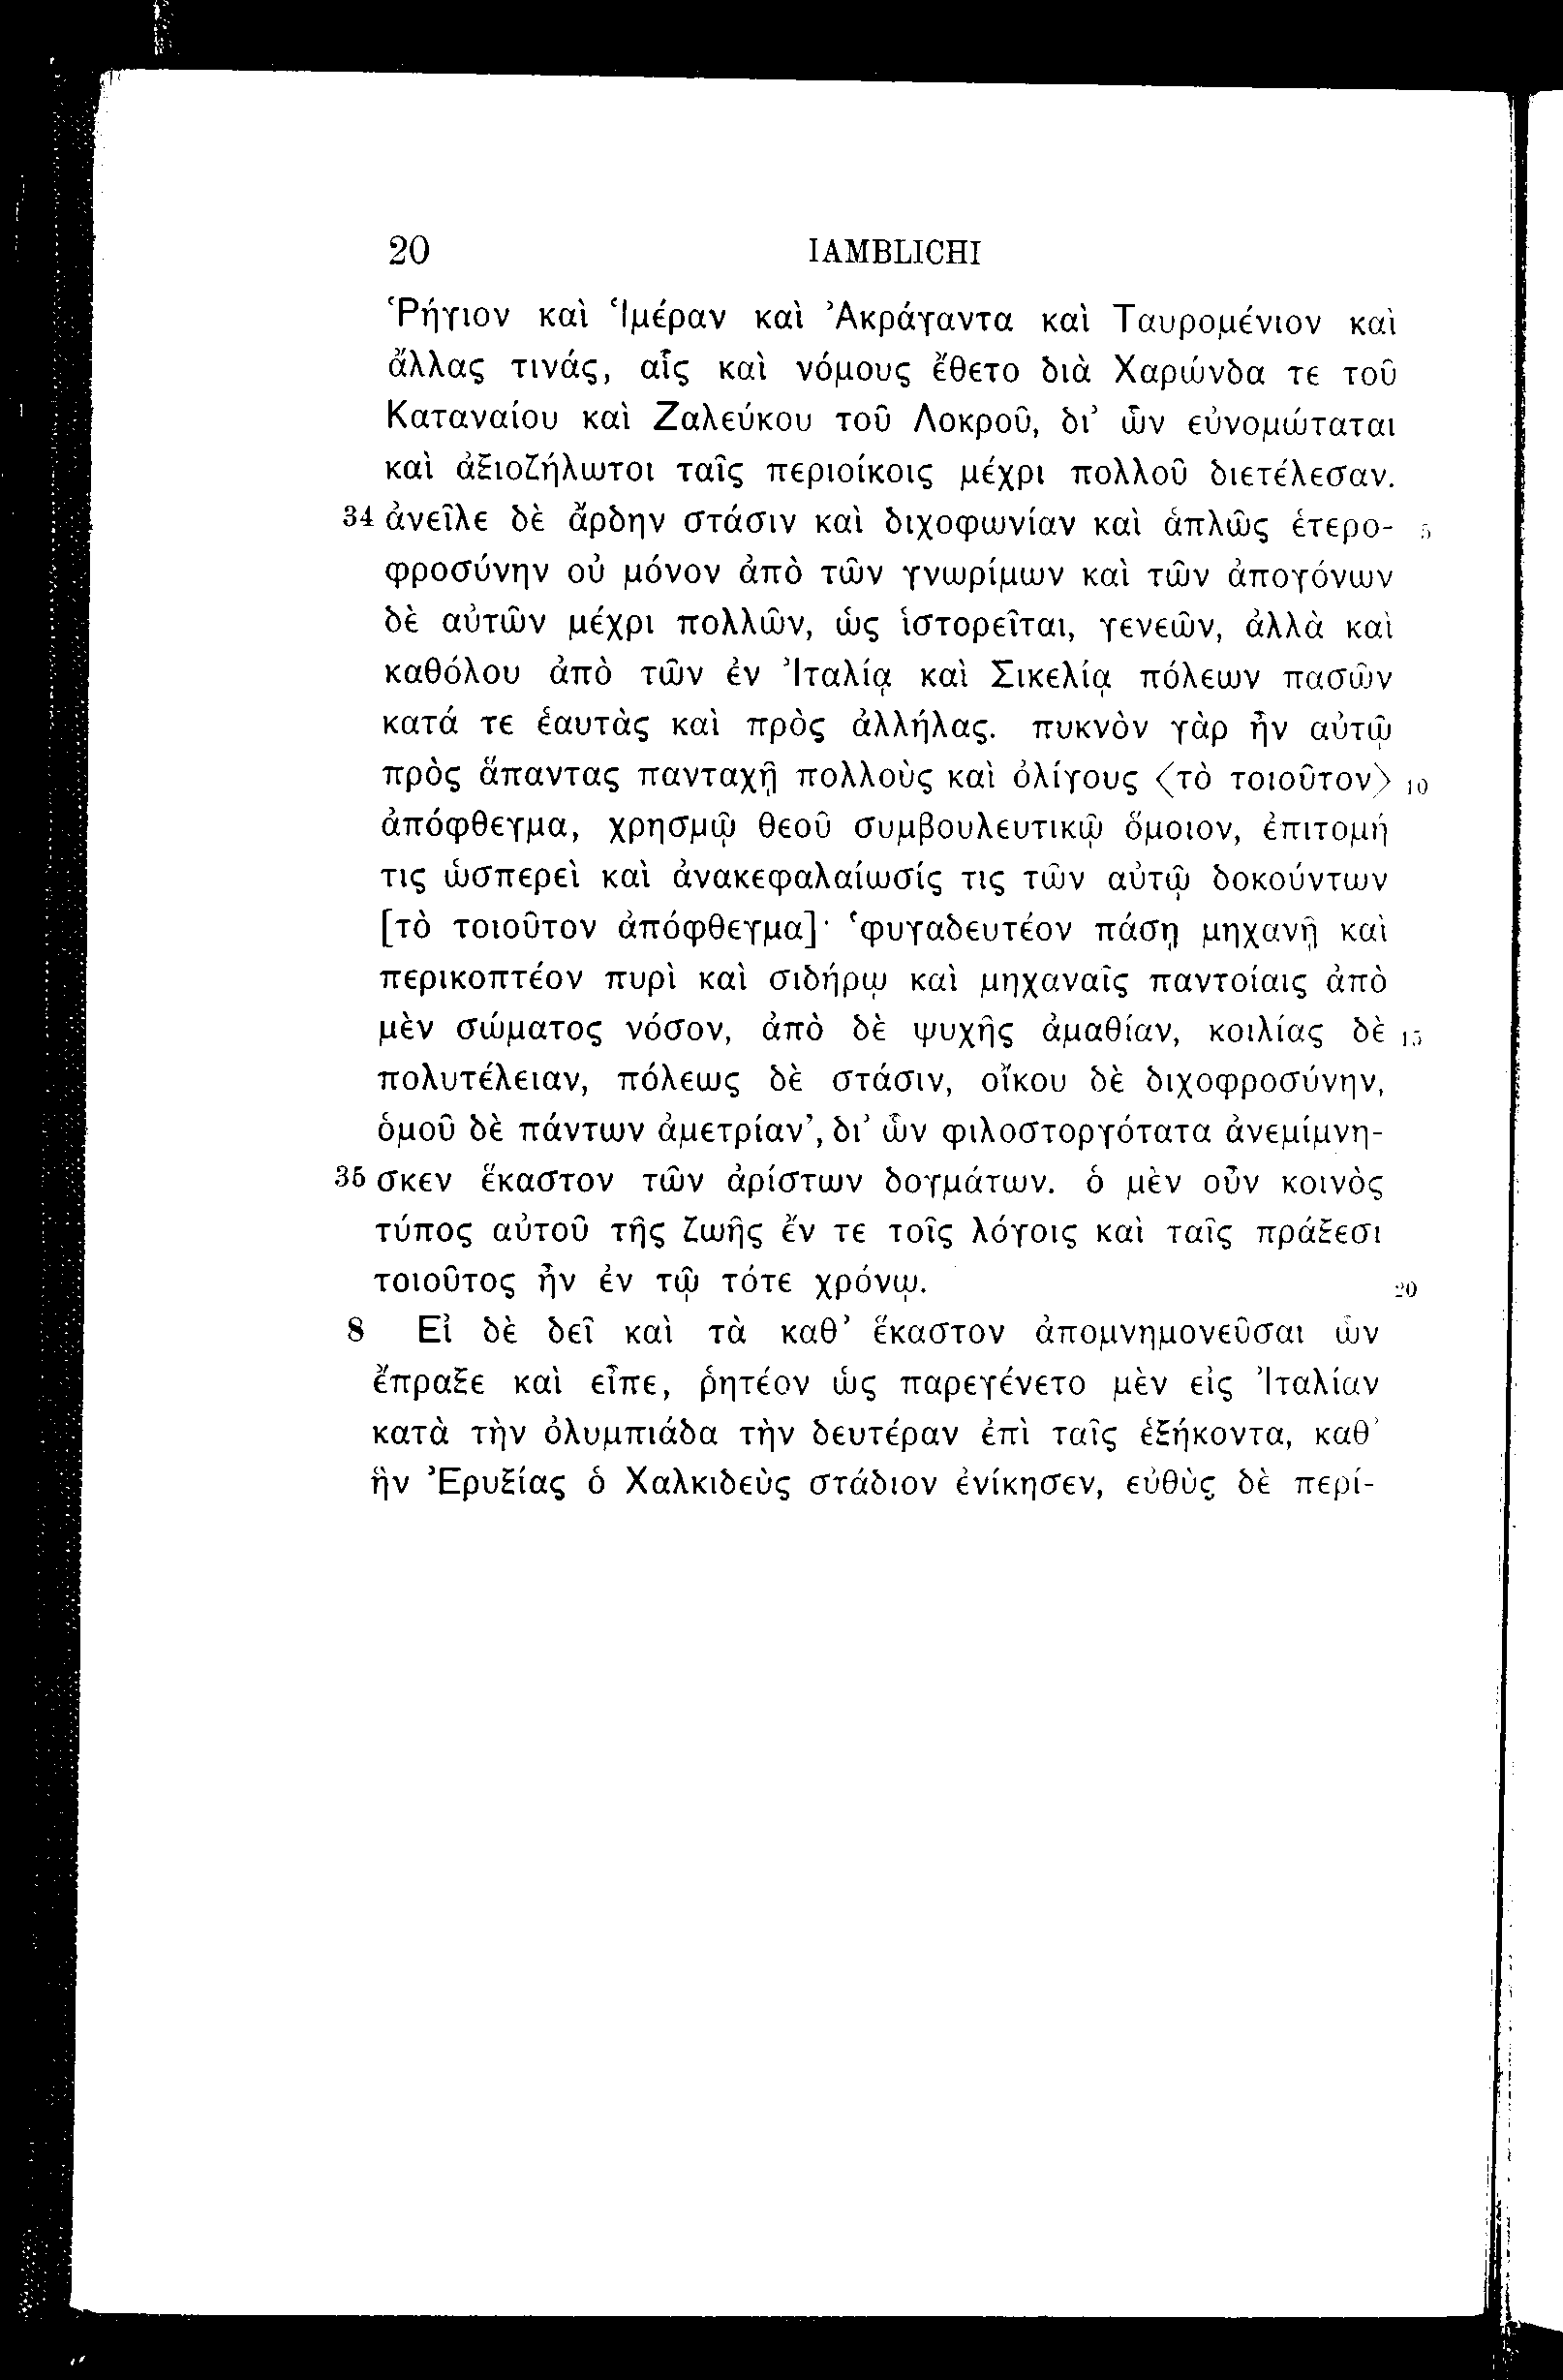 20 IAMBLICHI
Ῥήγιον καὶ Ἱμέραν καὶ Ἀκράγαντα καὶ Ταυρομένιον καὶ
ἄλλας τινάς, αἷς καὶ νόμους ἔθετο διὰ Χαρώνδα τε τοῦ
Καταναίου καὶ Ζαλεύκου τοῦ Λοκροῦ, δι’ ὧν εὐνομώταται
καὶ ἀξιοζήλωτοι ταῖς περιοίκοις μέχρι πολλοῦ διετέλεσαν.
34 ἀνεῖλε δὲ ἄρδην στάσιν καὶ διχοφωνίαν καὶ ἁπλῶς ἑτερο- 5
φροσύνην οὐ μόνον ἀπὸ τῶν γνωρίμων καὶ τῶν ἀπογόνων
δὲ αὐτῶν μέχρι πολλῶν, ὡς ἱστορεῖται, γενεῶν, ἀλλὰ καὶ
καθόλου ἀπὸ τῶν ἐν Ἰταλίᾳ καὶ Σικελίᾳ πόλεων πασῶν
κατά τε ἑαυτὰς καὶ πρὸς ἀλλήλας. πυκνὸν γὰρ ἦν αὐτῷ
πρὸς ἅπαντας πανταχῇ πολλοὺς καὶ ὀλίγους ⟨τὸ τοιοῦτον⟩ 10
ἀπόφθεγμα, χρησμῷ θεοῦ συμβουλευτικῷ ὅμοιον, ἐπιτομή
τις ὡσπερεὶ καὶ ἀνακεφαλαίωσίς τις τῶν αὐτῷ δοκούντων
[τὸ τοιοῦτον ἀπόφθεγμα]· ‘φυγαδευτέον πάσῃ μηχανῇ καὶ
περικοπτέον πυρὶ καὶ σιδήρῳ καὶ μηχαναῖς παντοίαις ἀπὸ
μὲν σώματος νόσον, ἀπὸ δὲ ψυχῆς ἀμαθίαν, κοιλίας δὲ 15
πολυτέλειαν, πόλεως δὲ στάσιν, οἴκου δὲ διχοφροσύνην,
ὁμοῦ δὲ πάντων ἀμετρίαν’, δι’ ὧν φιλοστοργότατα ἀνεμίμνη-
35 σκεν ἕκαστον τῶν ἀρίστων δογμάτων. ὁ μὲν οὖν κοινὸς
τύπος αὐτοῦ τῆς ζωῆς ἔν τε τοῖς λόγοις καὶ ταῖς πράξεσι
τοιοῦτος ἦν ἐν τῷ τότε χρόνῳ. 20
8 Εἰ δὲ δεῖ καὶ τὰ καθ’ ἕκαστον ἀπομνημονεῦσαι ὧν
ἔπραξε καὶ εἶπε, ῥητέον ὡς παρεγένετο μὲν εἰς Ἰταλίαν
κατὰ τὴν ὀλυμπιάδα τὴν δευτέραν ἐπὶ ταῖς ἑξήκοντα, καθ’
ἣν Ἐρυξίας ὁ Χαλκιδεὺς στάδιον ἐνίκησεν, εὐθὺς δὲ περί-